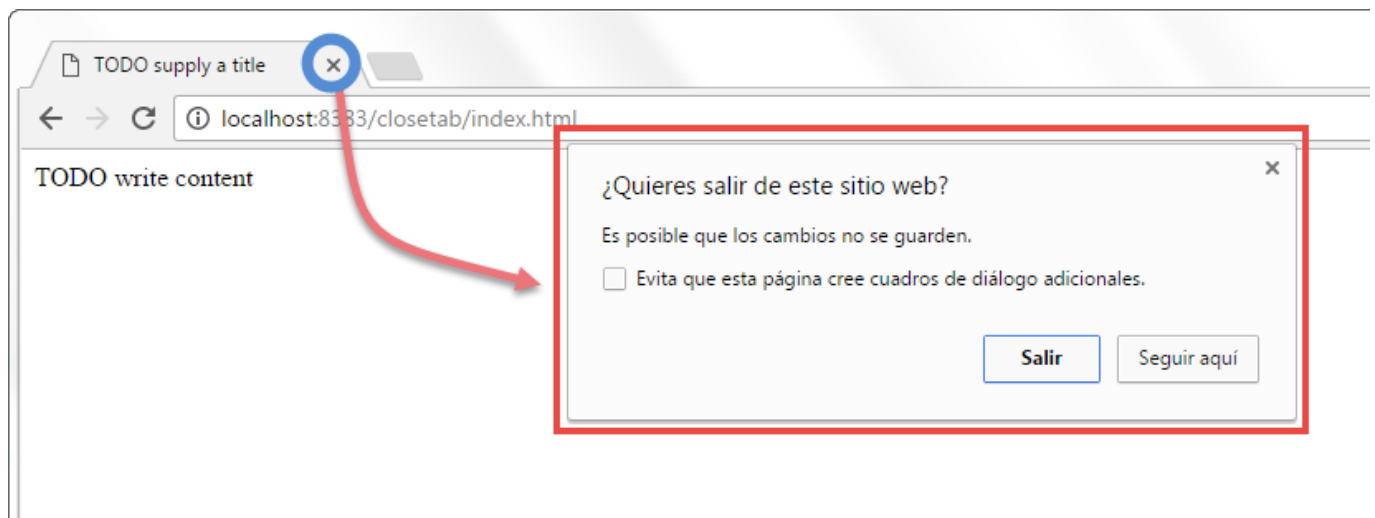 TODO supply a title
localhost:8383/closetab/index.html
TODO write content
¿Quieres salir de este sitio web?
Es posible que los cambios no se guarden.
Evita que esta página cree cuadros de diálogo adicionales.
Salir
Seguir aquí